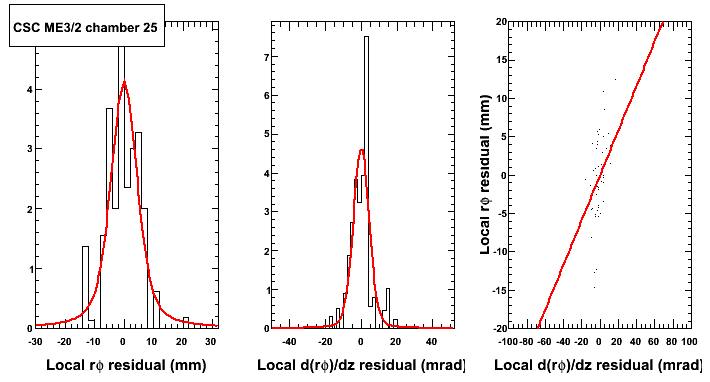 CSC ME3/2 chamber 25
4
3
2
1
0
-30 -20 -10 0 10 20 30
Local rϕ residual (mm)
7
6
5
4
3
2
1
0
-40 -20 0 20 40
Local d(rϕ)/dz residual (mrad)
Local rϕ residual (mm)
20
15
10
5
0
-5
-10
-15
-20
-100 -80 -60 -40 -20 0 20 40 60 80 100
Local d(rϕ)/dz residual (mrad)